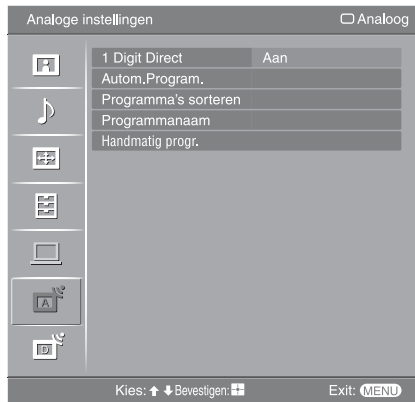 Analoge instellingen Analoog
1 Digit Direct Aan
Autom.Program.
Programma's sorteren
Programmanaam
Handmatig progr.
A
D
Kies: Bevestigen: Exit: MENU